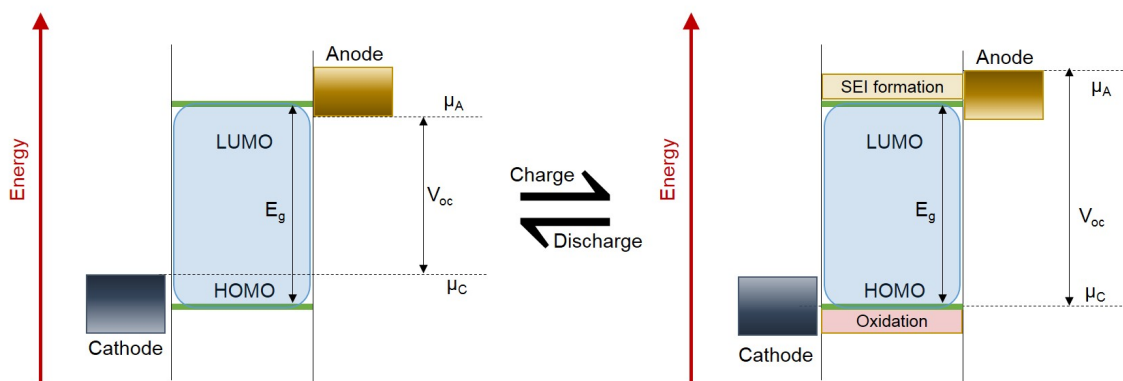 Energy
Anode
μA
LUMO
Eg
Voc
HOMO
μC
Cathode
Charge
Discharge
Energy
Anode
SEI formation
μA
LUMO
Eg
Voc
HOMO
μC
Oxidation
Cathode